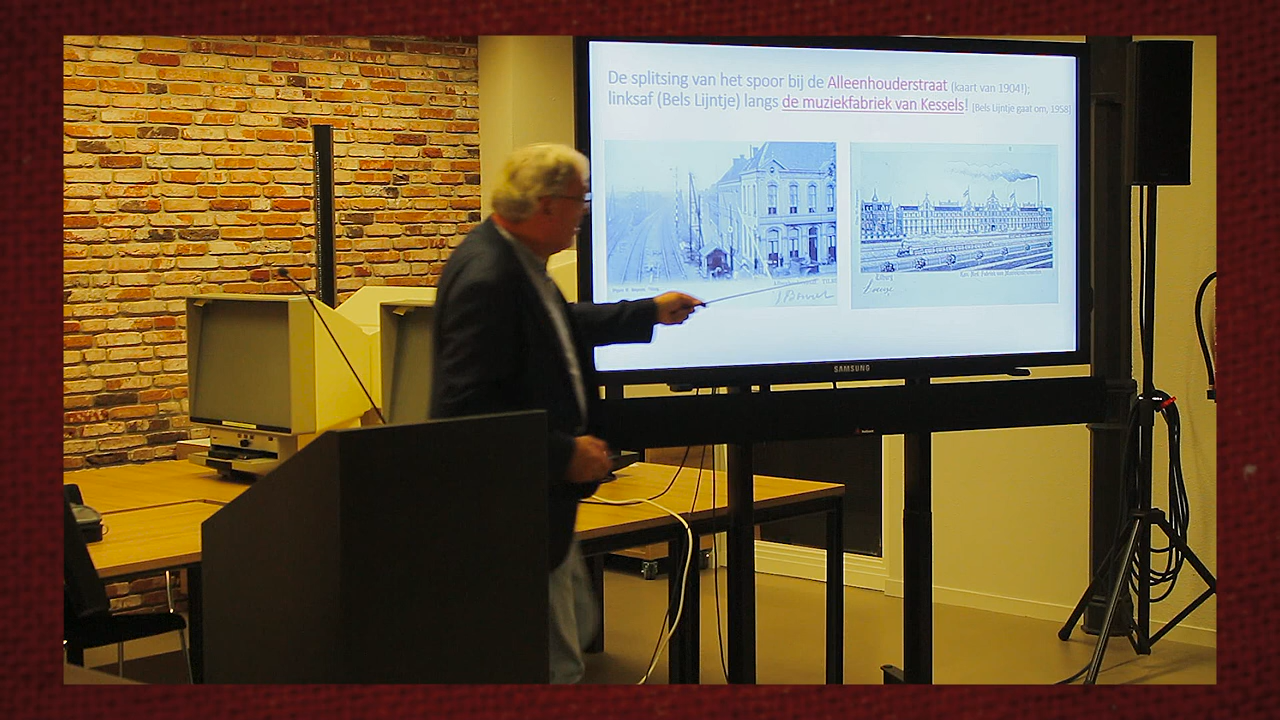 De splitsing van het spoor bij de Alleenhouderstraat (kaart van 1904!);
linksaf (Bels Lijntje) langs de muziekfabriek van Kessels! [Bels Lijntje gaat om, 1958]
Tilburg
SAMSUNG